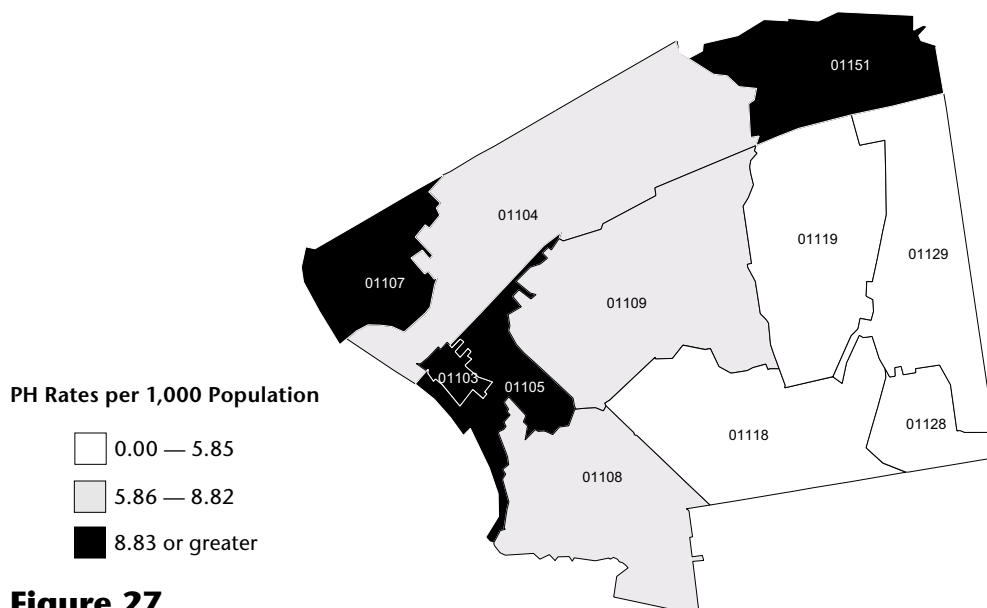 01151
01104
01119
01129
01107
01109
01103
01105
01118
01128
01108
PH Rates per 1,000 Population
0.00 — 5.85
5.86 — 8.82
8.83 or greater
Figure 27